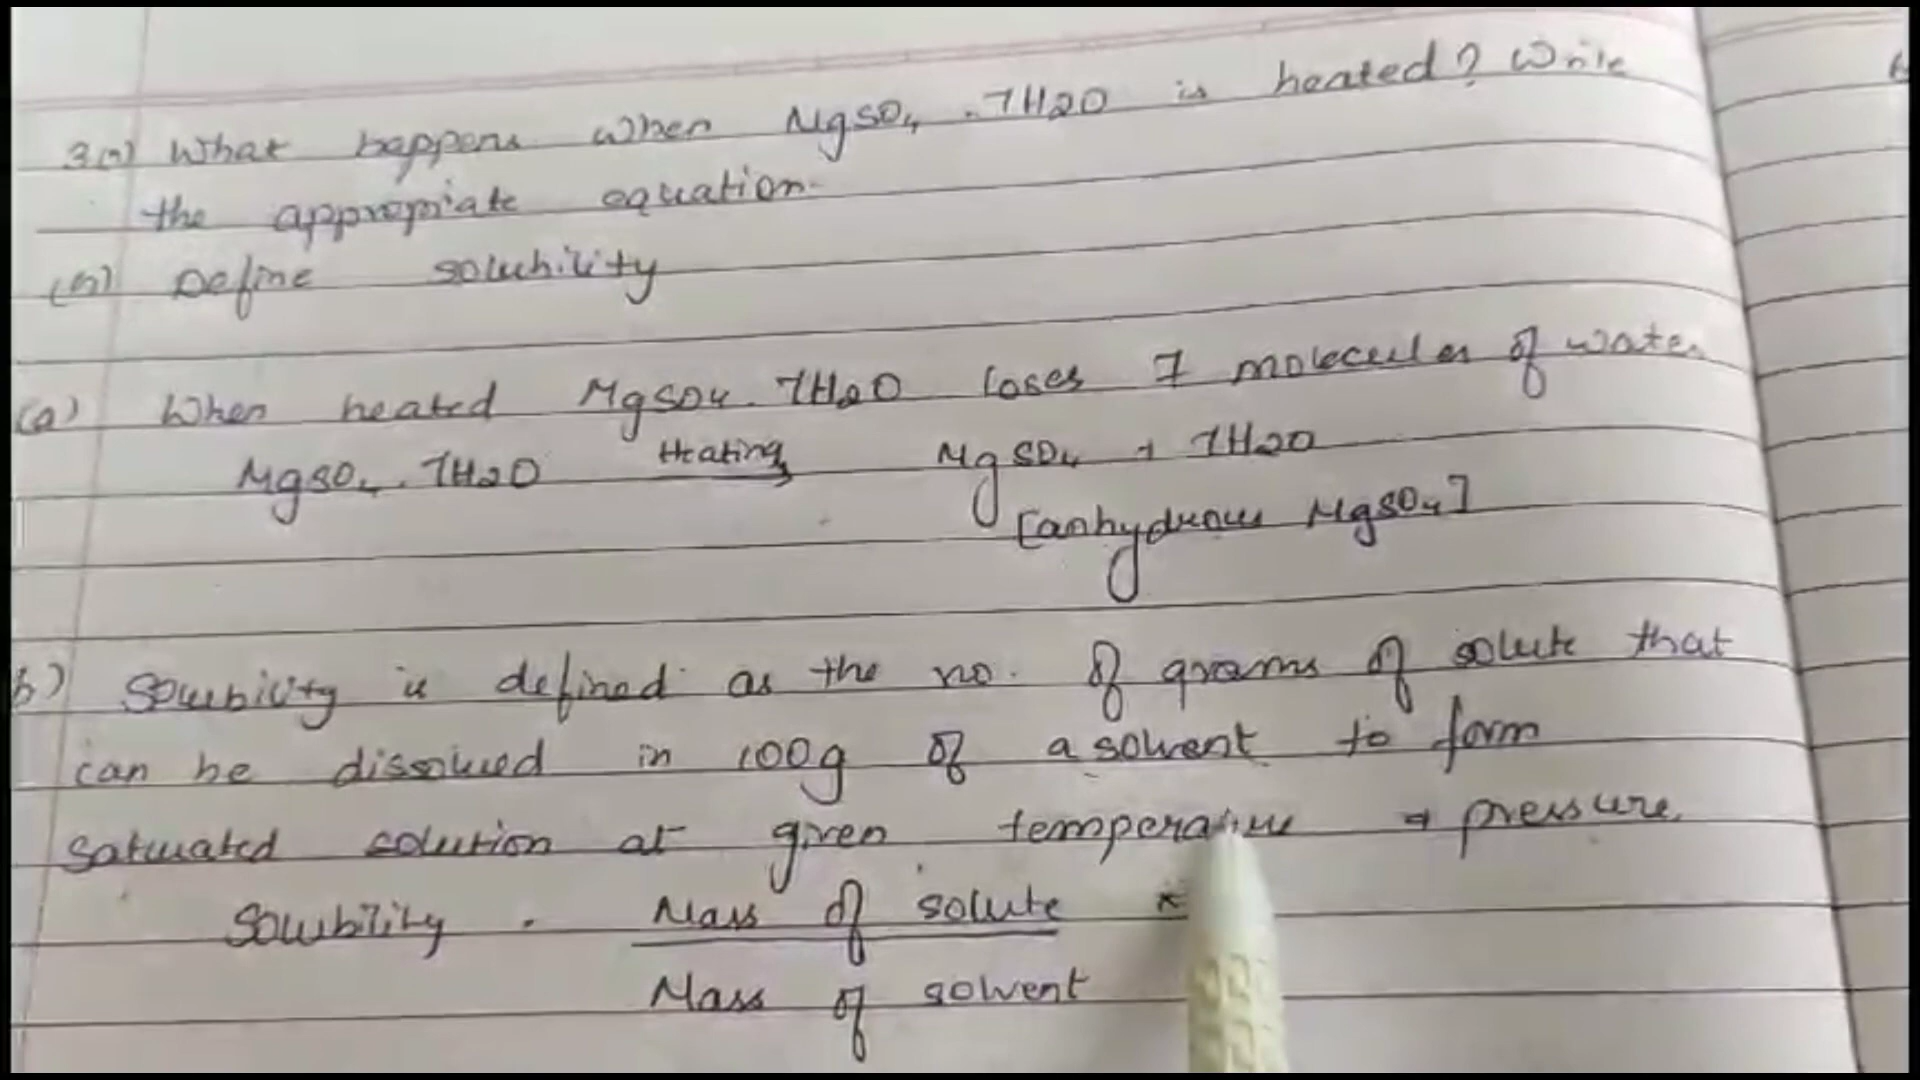 3(a) What happens when MgSO4 . 7H2O is heated? Write
the appropriate equation.
(b) Define solubility
(a) When heated MgSO4 . 7H2O loses 7 molecules of water
MgSO4 . 7H2O Heating → MgSO4 + 7H2O
[anhydrous MgSO4]
b) Solubility is defined as the no. of grams of solute that
can be dissolved in 100g of a solvent to form
saturated solution at given temperature & pressure.
Solubility = Mass of solute ×
Mass of solvent